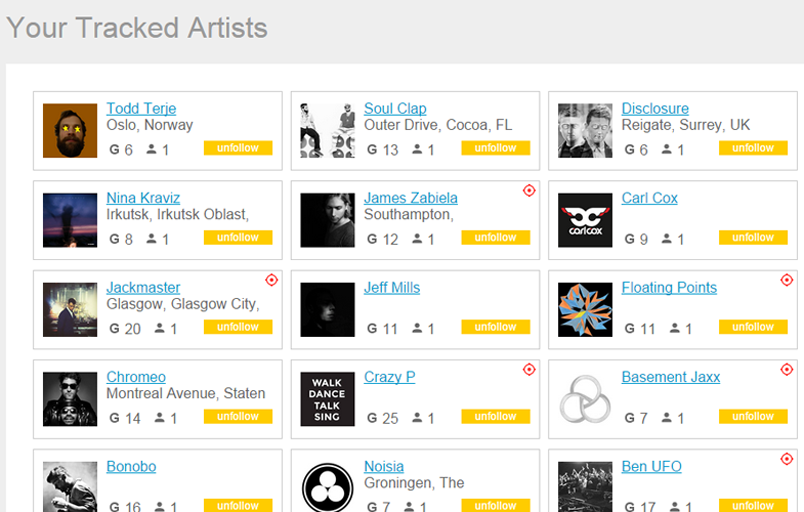 Your Tracked Artists
Todd Terje
Oslo, Norway
G 6 1 unfollow
Soul Clap
Outer Drive, Cocoa, FL
G 13 1 unfollow
Disclosure
Reigate, Surrey, UK
G 6 1 unfollow
Nina Kraviz
Irkutsk, Irkutsk Oblast,
G 8 1 unfollow
James Zabiela
Southampton,
G 12 1 unfollow
carlcox
Carl Cox
G 9 1 unfollow
Jackmaster
Glasgow, Glasgow City,
G 20 1 unfollow
Jeff Mills
G 11 1 unfollow
Floating Points
G 11 1 unfollow
Chromeo
Montreal Avenue, Staten
G 14 1 unfollow
WALK
DANCE
TALK
SING
Crazy P
G 25 1 unfollow
Basement Jaxx
G 7 1 unfollow
Bonobo
G 16 1 unfollow
Noisia
Groningen, The
G 7 1 unfollow
Ben UFO
G 17 1 unfollow